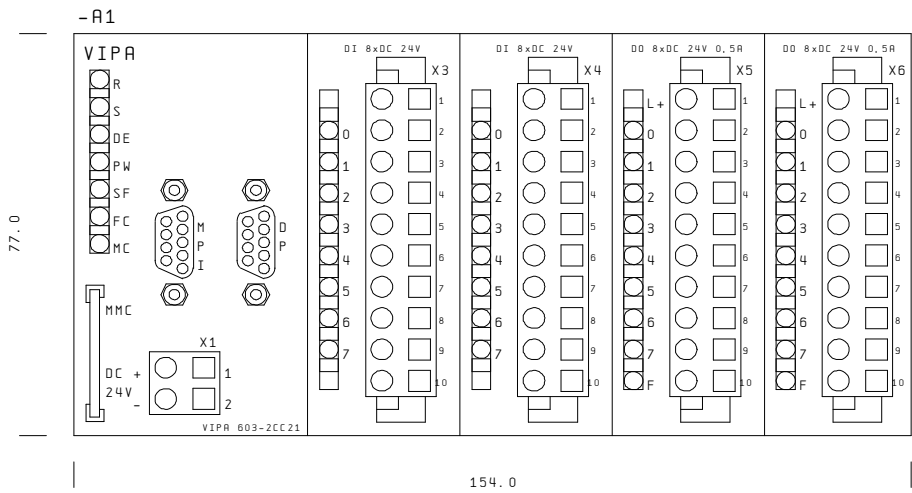 -A1
VIPA
R
S
DE
PW
SF
FC
MC
MPI
DP
MMC
X1
DC + 1
24V - 2
VIPA 603-2CC21
DI 8xDC 24V
X3
1
0 2
1 3
2 4
3 5
4 6
5 7
6 8
7 9
10
DI 8xDC 24V
X4
1
0 2
1 3
2 4
3 5
4 6
5 7
6 8
7 9
10
DO 8xDC 24V 0,5A
X5
L+ 1
0 2
1 3
2 4
3 5
4 6
5 7
6 8
7 9
F 10
DO 8xDC 24V 0,5A
X6
L+ 1
0 2
1 3
2 4
3 5
4 6
5 7
6 8
7 9
F 10
77.0
154.0